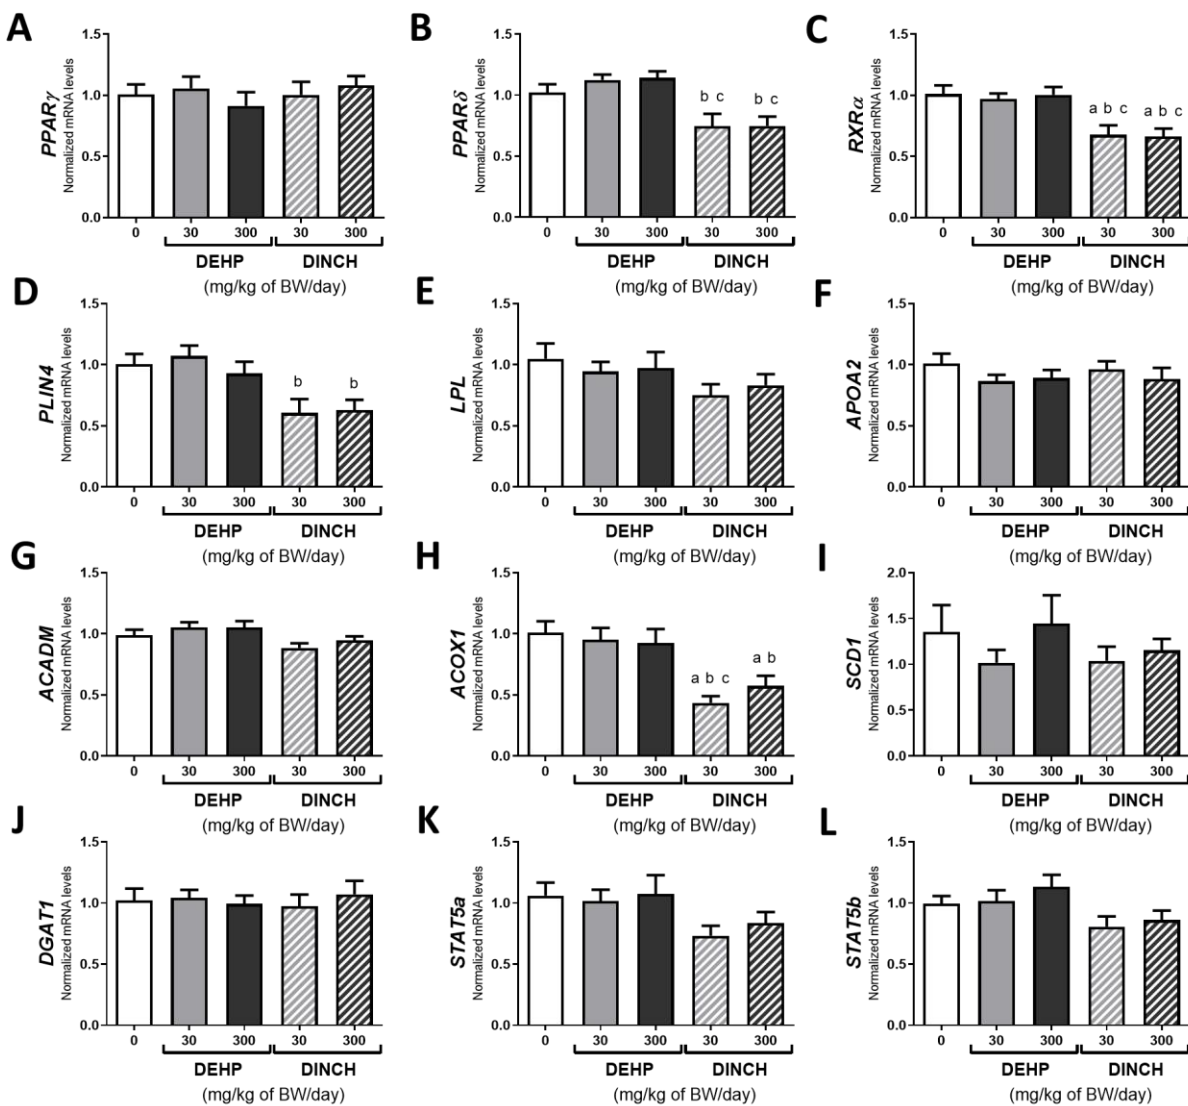 A
PPARγ
Normalized mRNA levels
1.5
1.0
0.5
0.0
0 30 300 30 300
DEHP DINCH
(mg/kg of BW/day)
B
PPARδ
Normalized mRNA levels
1.5
1.0
0.5
0.0
b c b c
0 30 300 30 300
DEHP DINCH
(mg/kg of BW/day)
C
RXRα
Normalized mRNA levels
1.5
1.0
0.5
0.0
a b c a b c
0 30 300 30 300
DEHP DINCH
(mg/kg of BW/day)
D
PLIN4
Normalized mRNA levels
1.5
1.0
0.5
0.0
b b
0 30 300 30 300
DEHP DINCH
(mg/kg of BW/day)
E
LPL
Normalized mRNA levels
1.5
1.0
0.5
0.0
0 30 300 30 300
DEHP DINCH
(mg/kg of BW/day)
F
APOA2
Normalized mRNA levels
1.5
1.0
0.5
0.0
0 30 300 30 300
DEHP DINCH
(mg/kg of BW/day)
G
ACADM
Normalized mRNA levels
1.5
1.0
0.5
0.0
0 30 300 30 300
DEHP DINCH
(mg/kg of BW/day)
H
ACOX1
Normalized mRNA levels
1.5
1.0
0.5
0.0
a b c a b
0 30 300 30 300
DEHP DINCH
(mg/kg of BW/day)
I
SCD1
Normalized mRNA levels
2.0
1.5
1.0
0.5
0.0
0 30 300 30 300
DEHP DINCH
(mg/kg of BW/day)
J
DGAT1
Normalized mRNA levels
1.5
1.0
0.5
0.0
0 30 300 30 300
DEHP DINCH
(mg/kg of BW/day)
K
STAT5a
Normalized mRNA levels
1.5
1.0
0.5
0.0
0 30 300 30 300
DEHP DINCH
(mg/kg of BW/day)
L
STAT5b
Normalized mRNA levels
1.5
1.0
0.5
0.0
0 30 300 30 300
DEHP DINCH
(mg/kg of BW/day)